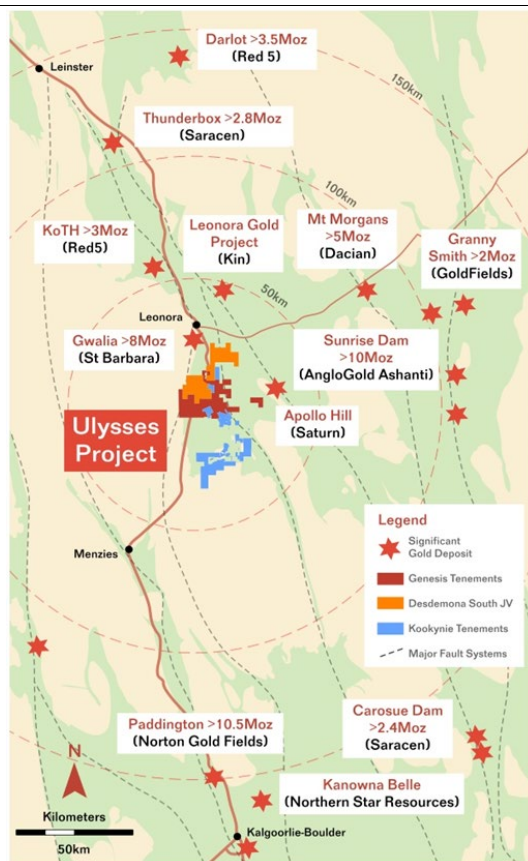 Darlot >3.5Moz
(Red 5)
Leinster
150km
Thunderbox >2.8Moz
(Saracen)
100km
KoTH >3Moz
(Red5)
Leonora Gold
Project
(Kin)
Mt Morgans
>5Moz
(Dacian)
Granny
Smith >2Moz
(GoldFields)
50km
Leonora
Gwalia >8Moz
(St Barbara)
Sunrise Dam
>10Moz
(AngloGold Ashanti)
Apollo Hill
(Saturn)
Ulysses
Project
Legend
Significant
Gold Deposit
Genesis Tenements
Desdemona South JV
Kookynie Tenements
Major Fault Systems
Menzies
Paddington >10.5Moz
(Norton Gold Fields)
Carosue Dam
>2.4Moz
(Saracen)
N
Kanowna Belle
(Northern Star Resources)
Kilometers
50km
Kalgoorlie-Boulder